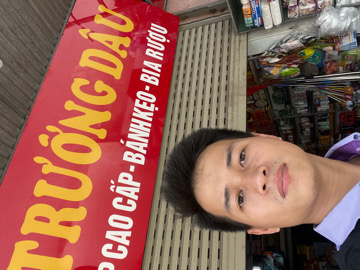 TRƯỜNG DẦU
P CAO CẤP-BÁNH KẸO-BIA RƯỢU